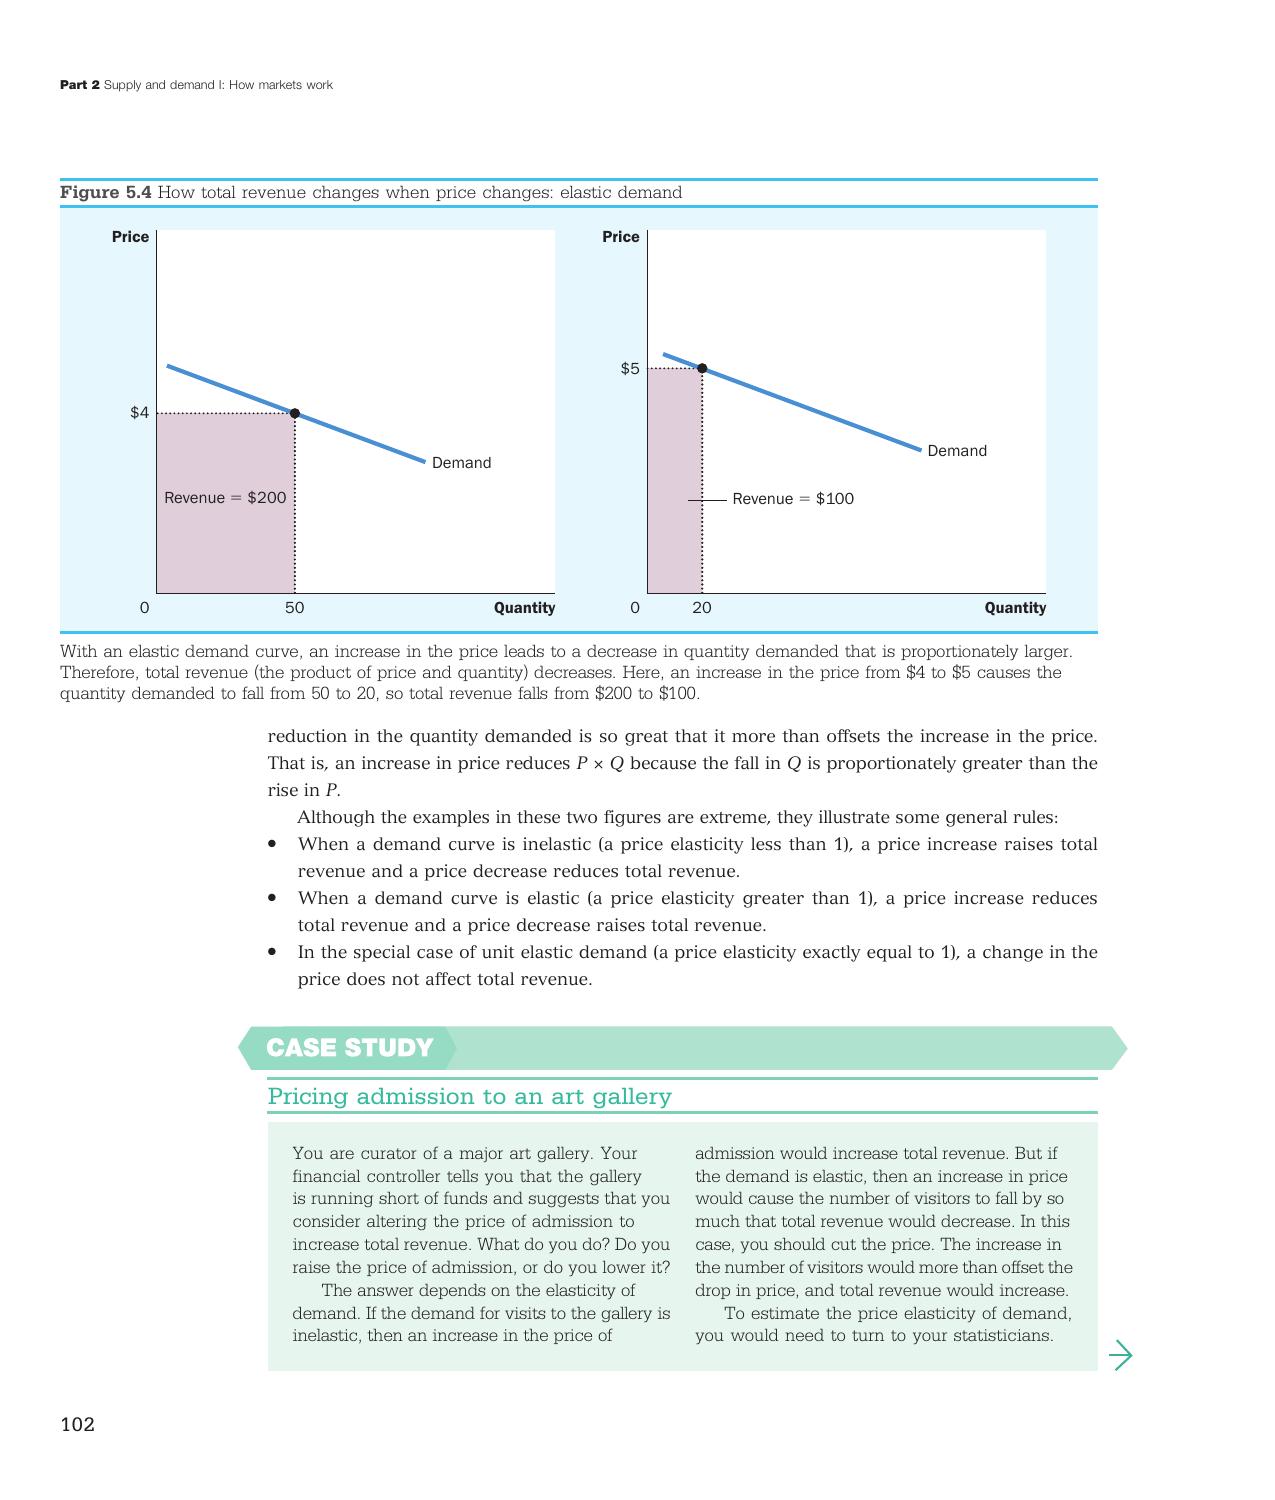 Part 2 Supply and demand I: How markets work
Figure 5.4 How total revenue changes when price changes: elastic demand
Price
$4
Demand
Revenue = $200
0
50
Quantity
Price
$5
Demand
Revenue = $100
0
20
Quantity
With an elastic demand curve, an increase in the price leads to a decrease in quantity demanded that is proportionately larger.
Therefore, total revenue (the product of price and quantity) decreases. Here, an increase in the price from $4 to $5 causes the
quantity demanded to fall from 50 to 20, so total revenue falls from $200 to $100.
reduction in the quantity demanded is so great that it more than offsets the increase in the price.
That is, an increase in price reduces P × Q because the fall in Q is proportionately greater than the
rise in P.
Although the examples in these two figures are extreme, they illustrate some general rules:
• When a demand curve is inelastic (a price elasticity less than 1), a price increase raises total
revenue and a price decrease reduces total revenue.
• When a demand curve is elastic (a price elasticity greater than 1), a price increase reduces
total revenue and a price decrease raises total revenue.
• In the special case of unit elastic demand (a price elasticity exactly equal to 1), a change in the
price does not affect total revenue.
CASE STUDY
Pricing admission to an art gallery
You are curator of a major art gallery. Your
financial controller tells you that the gallery
is running short of funds and suggests that you
consider altering the price of admission to
increase total revenue. What do you do? Do you
raise the price of admission, or do you lower it?
The answer depends on the elasticity of
demand. If the demand for visits to the gallery is
inelastic, then an increase in the price of
admission would increase total revenue. But if
the demand is elastic, then an increase in price
would cause the number of visitors to fall by so
much that total revenue would decrease. In this
case, you should cut the price. The increase in
the number of visitors would more than offset the
drop in price, and total revenue would increase.
To estimate the price elasticity of demand,
you would need to turn to your statisticians.
102